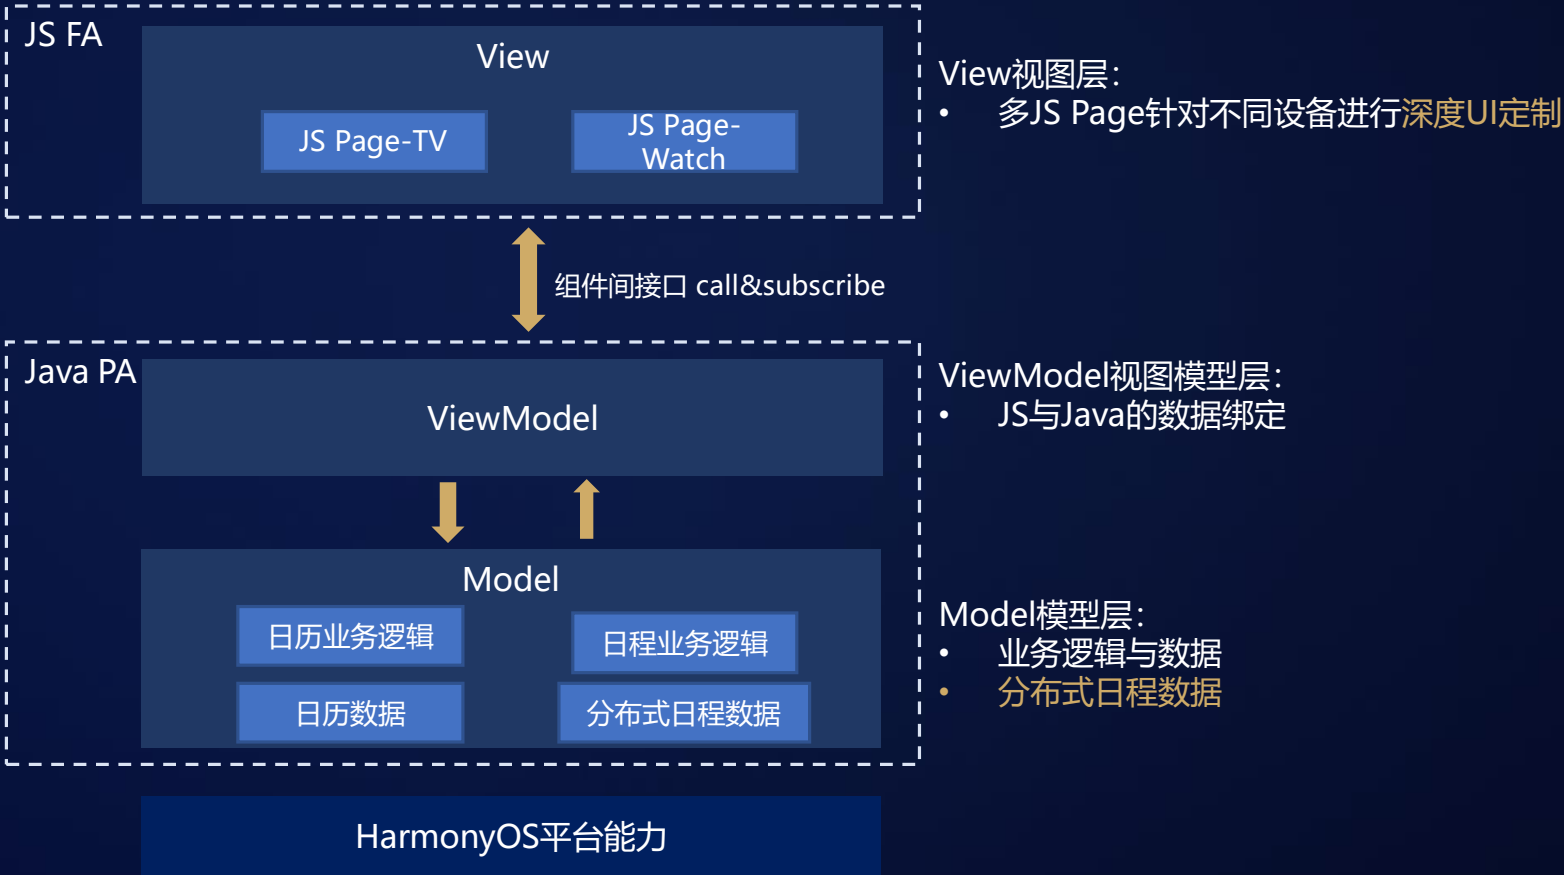 JS FA
View
JS Page-TV
JS Page-
Watch
View视图层：
• 多JS Page针对不同设备进行深度UI定制
组件间接口 call&subscribe
Java PA
ViewModel
ViewModel视图模型层：
• JS与Java的数据绑定
Model
日历业务逻辑
日程业务逻辑
日历数据
分布式日程数据
Model模型层：
• 业务逻辑与数据
• 分布式日程数据
HarmonyOS平台能力